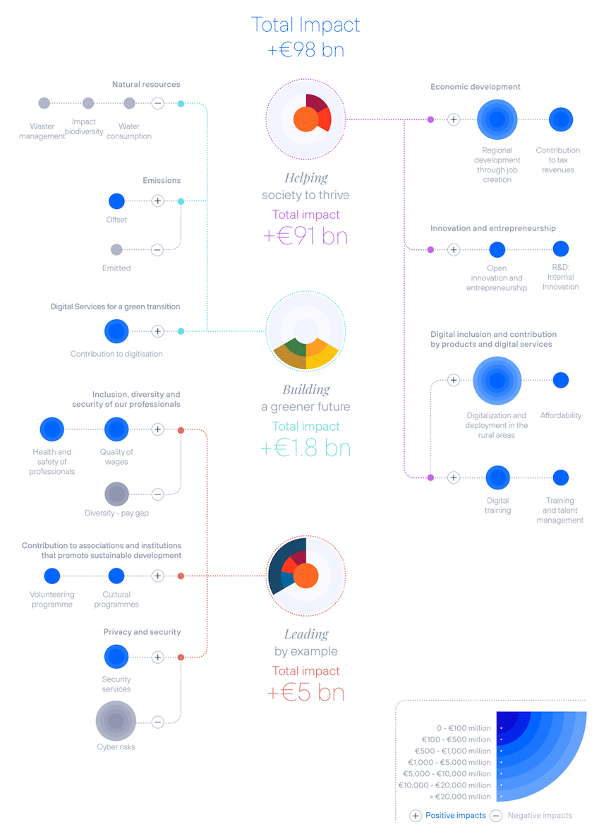 Total Impact
+€98 bn
Natural resources
−
Waster
management
Impact
biodiversity
Water
consumption
Emissions
+
Offset
−
Emitted
Digital Services for a green transition
+
Contribution to digitisation
Inclusion, diversity and
security of our professionals
+
Health and
safety of
professionals
Quality of
wages
−
Diversity - pay gap
Contribution to associations and institutions
that promote sustainable development
+
Volunteering
programme
Cultural
programmes
Privacy and security
+
Security
services
−
Cyber risks
Helping
society to thrive
Total impact
+€91 bn
Building
a greener future
Total impact
+€1.8 bn
Leading
by example
Total impact
+€5 bn
Economic development
+
Regional
development
through job
creation
Contribution
to tax
revenues
Innovation and entrepreneurship
+
Open
innovation and
entrepreneurship
R&D:
Internal
Innovation
Digital inclusion and contribution
by products and digital services
+
Digitalization and
deployment in the
rural areas
Affordability
+
Digital
training
Training
and talent
management
0 - €100 million
€100 - €500 million
€500 - €1,000 million
€1,000 - €5,000 million
€5,000 - €10,000 million
€10,000 - €20,000 million
> €20,000 million
+ Positive impacts − Negative impacts